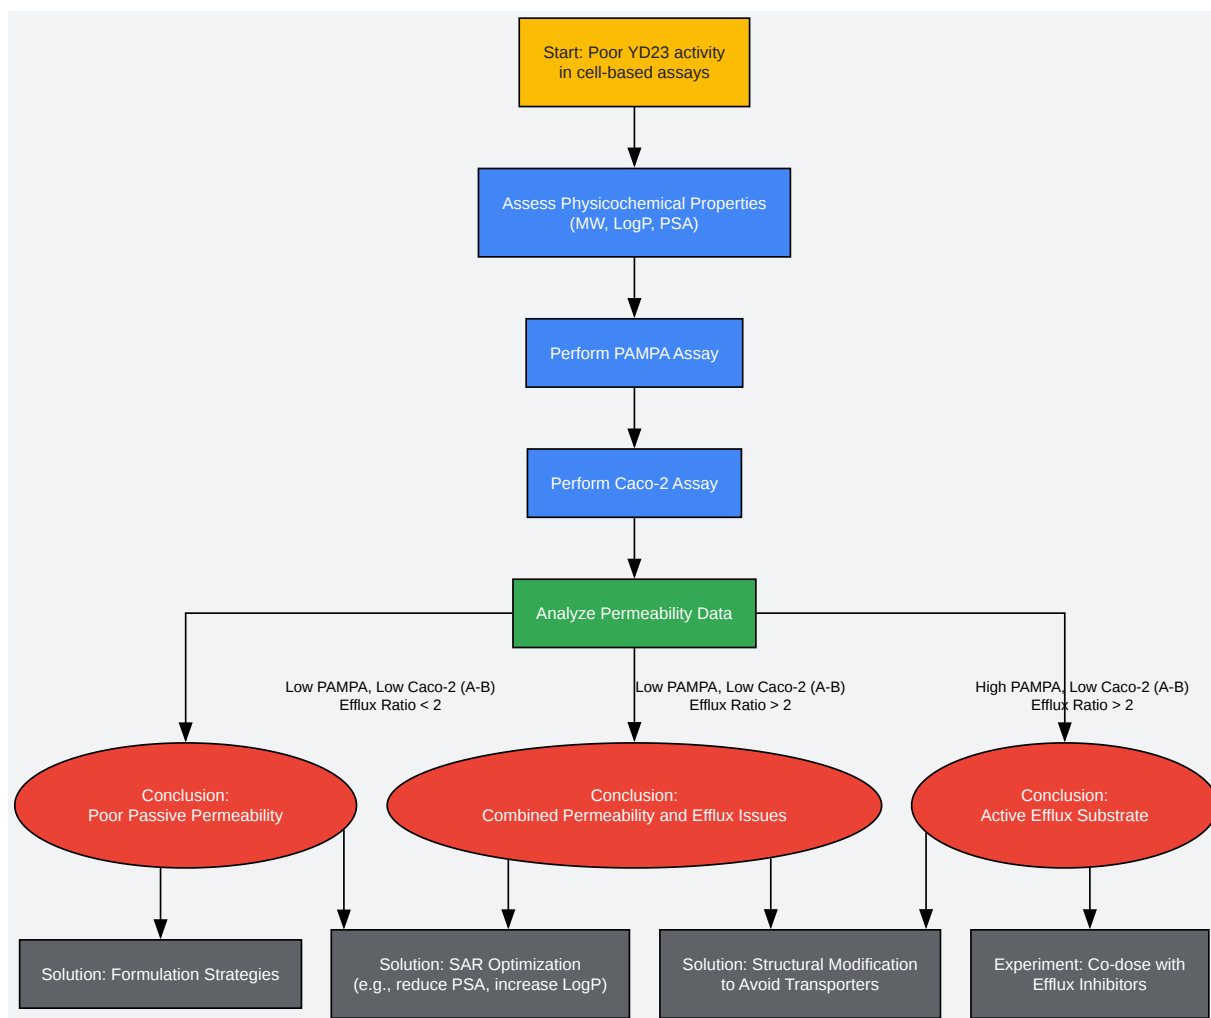 Start: Poor YD23 activity
in cell-based assays
Assess Physicochemical Properties
(MW, LogP, PSA)
Perform PAMPA Assay
Perform Caco-2 Assay
Analyze Permeability Data
Low PAMPA, Low Caco-2 (A-B)
Efflux Ratio < 2
Low PAMPA, Low Caco-2 (A-B)
Efflux Ratio > 2
High PAMPA, Low Caco-2 (A-B)
Efflux Ratio > 2
Conclusion:
Poor Passive Permeability
Conclusion:
Combined Permeability and Efflux Issues
Conclusion:
Active Efflux Substrate
Solution: Formulation Strategies
Solution: SAR Optimization
(e.g., reduce PSA, increase LogP)
Solution: Structural Modification
to Avoid Transporters
Experiment: Co-dose with
Efflux Inhibitors